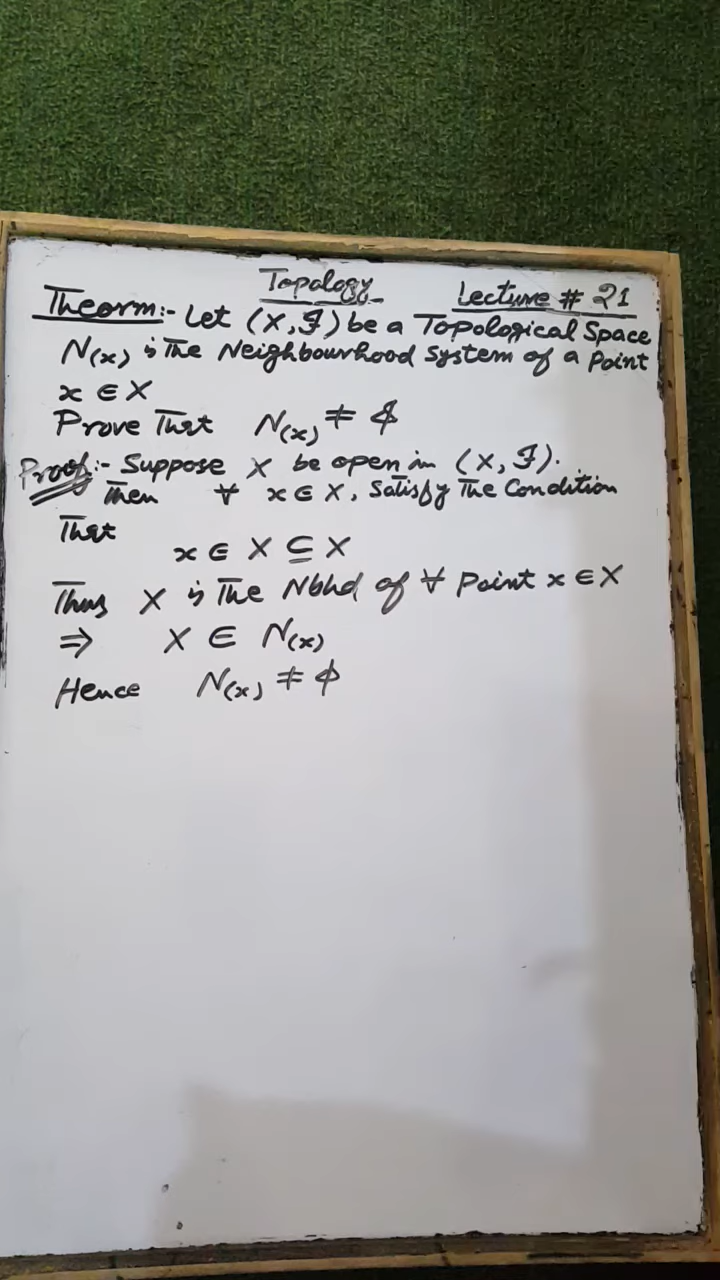 Topology Lecture # 21
Theorm:- Let (X, ℱ) be a Topological Space
N(x) is The Neighbourhood System of a Point
x ∈ X
Prove That N(x) ≠ ϕ
Proof:- Suppose X be open in (X, ℱ).
Then ∀ x ∈ X, Satisfy The Condition
That
x ∈ X ⊆ X
Thus X is The Nbhd of ∀ Point x ∈ X
⇒ X ∈ N(x)
Hence N(x) ≠ ϕ